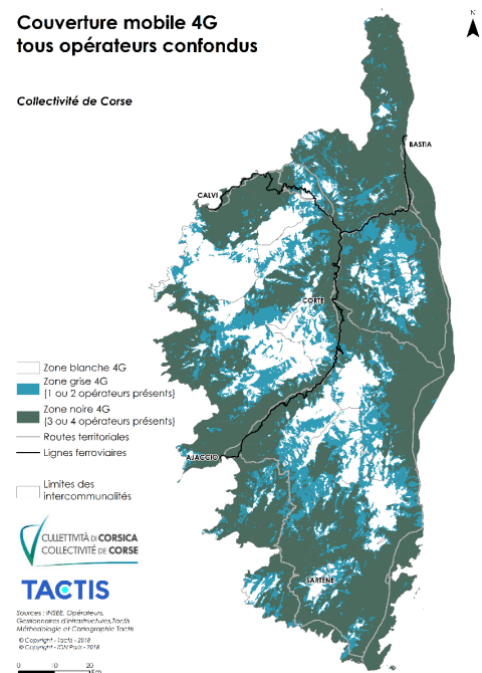 Couverture mobile 4G
tous opérateurs confondus
N
Collectivité de Corse
BASTIA
CALVI
CORTE
Zone blanche 4G
Zone grise 4G
(1 ou 2 opérateurs présents)
Zone noire 4G
(3 ou 4 opérateurs présents)
Routes territoriales
Lignes ferroviaires
AJACCIO
Limites des
intercommunalités
CULLETTIVITÀ DI CORSICA
COLLECTIVITÉ DE CORSE
TACTIS
SARTÈNE
Sources : INSEE, Opérateurs,
Gestionnaires d'infrastructures,Tactis
Méthodologie et Cartographie Tactis
© Copyright - Tactis - 2018
© Copyright - IGN Paris - 2018
0 10 20
Km